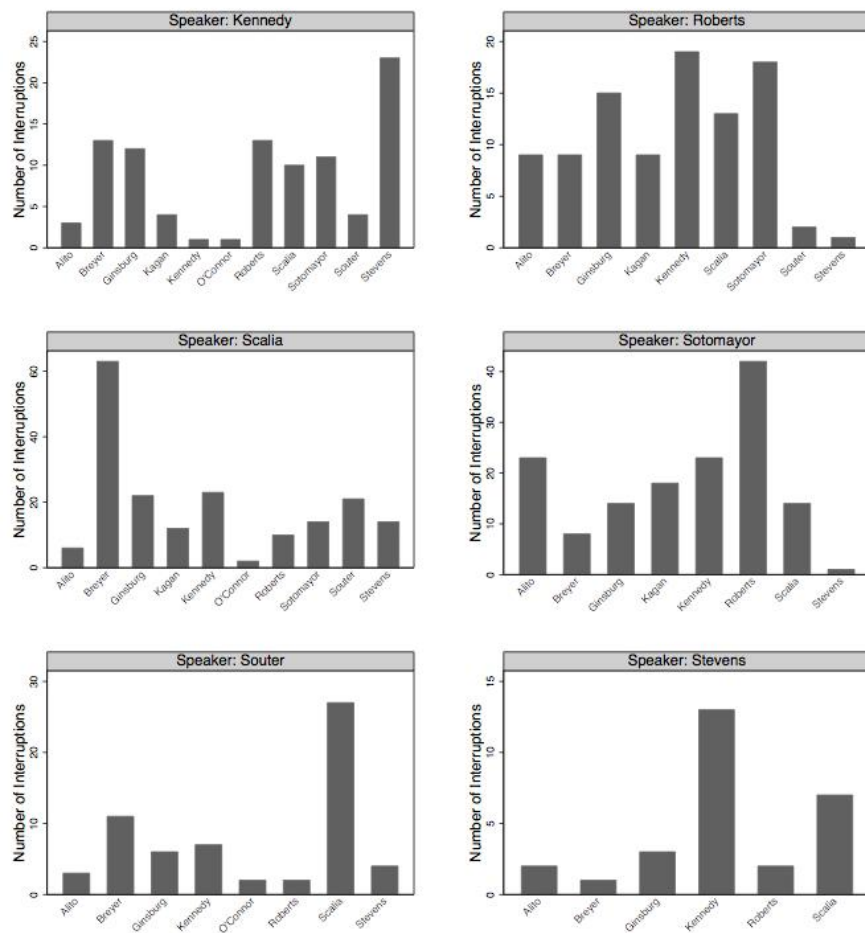 Speaker: Kennedy
Number of Interruptions
25
20
15
10
5
0
Alito
Breyer
Ginsburg
Kagan
Kennedy
O'Connor
Roberts
Scalia
Sotomayor
Souter
Stevens
Speaker: Roberts
Number of Interruptions
20
15
10
5
0
Alito
Breyer
Ginsburg
Kagan
Kennedy
Scalia
Sotomayor
Souter
Stevens
Speaker: Scalia
Number of Interruptions
60
40
20
0
Alito
Breyer
Ginsburg
Kagan
Kennedy
O'Connor
Roberts
Sotomayor
Souter
Stevens
Speaker: Sotomayor
Number of Interruptions
40
30
20
10
0
Alito
Breyer
Ginsburg
Kagan
Kennedy
Roberts
Scalia
Stevens
Speaker: Souter
Number of Interruptions
30
20
10
0
Alito
Breyer
Ginsburg
Kennedy
O'Connor
Roberts
Scalia
Stevens
Speaker: Stevens
Number of Interruptions
15
10
5
0
Alito
Breyer
Ginsburg
Kennedy
Roberts
Scalia